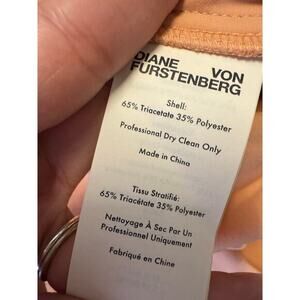 DIANE VON
FURSTENBERG
Shell:
65% Triacetate 35% Polyester
Professional Dry Clean Only
Made in China
Tissu Stratifié:
65% Triacétate 35% Polyester
Nettoyage À Sec Par Un
Professionnel Uniquement
Fabriqué en Chine